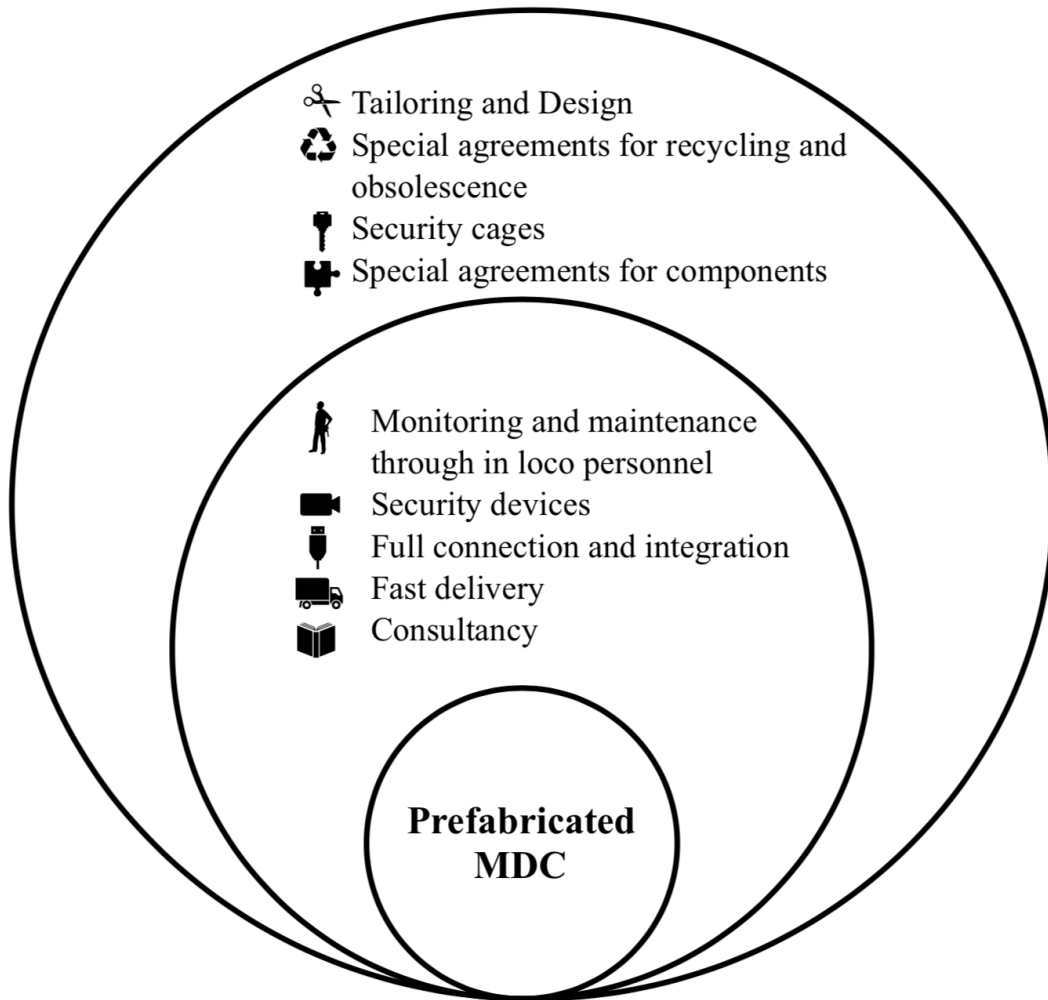 Tailoring and Design
Special agreements for recycling and
obsolescence
Security cages
Special agreements for components
Monitoring and maintenance
through in loco personnel
Security devices
Full connection and integration
Fast delivery
Consultancy
Prefabricated
MDC